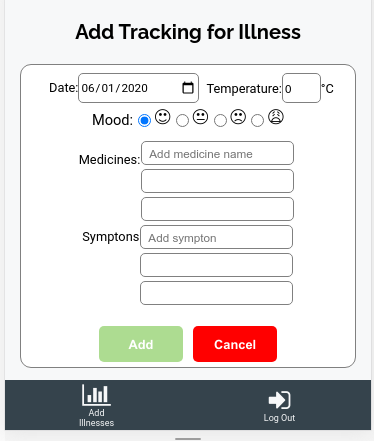 Add Tracking for Illness
Date: 06/01/2020 Temperature: 0 °C
Mood:
Medicines: Add medicine name
Symptons Add sympton
Add Cancel
Add Illnesses
Log Out